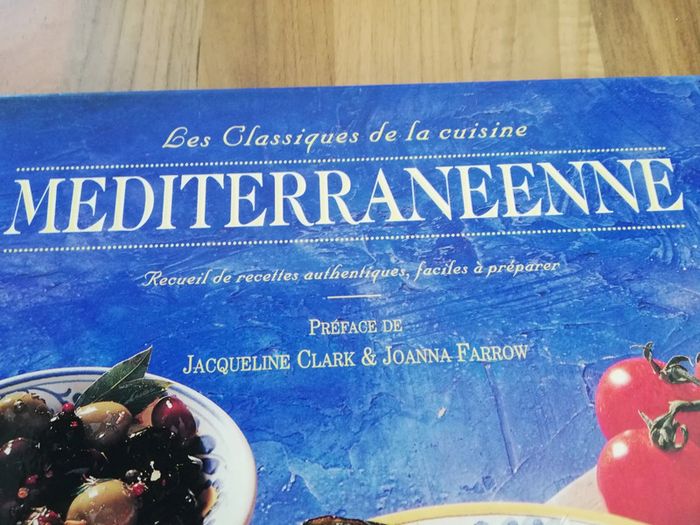 Les Classiques de la cuisine
MEDITERRANEENNE
Recueil de recettes authentiques, faciles à préparer
PRÉFACE DE
JACQUELINE CLARK & JOANNA FARROW